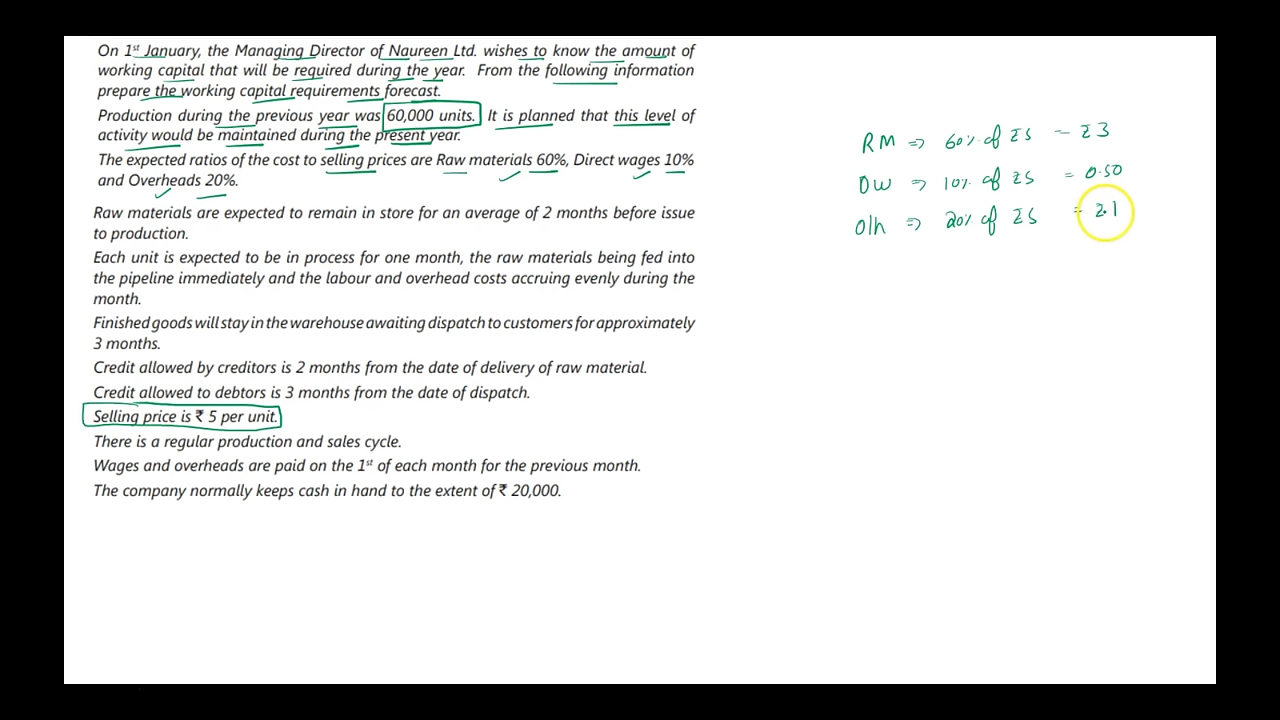 On 1st January, the Managing Director of Naureen Ltd. wishes to know the amount of
working capital that will be required during the year. From the following information
prepare the working capital requirements forecast.
Production during the previous year was 60,000 units. It is planned that this level of
activity would be maintained during the present year.
The expected ratios of the cost to selling prices are Raw materials 60%, Direct wages 10%
and Overheads 20%.
Raw materials are expected to remain in store for an average of 2 months before issue
to production.
Each unit is expected to be in process for one month, the raw materials being fed into
the pipeline immediately and the labour and overhead costs accruing evenly during the
month.
Finished goods will stay in the warehouse awaiting dispatch to customers for approximately
3 months.
Credit allowed by creditors is 2 months from the date of delivery of raw material.
Credit allowed to debtors is 3 months from the date of dispatch.
Selling price is ₹ 5 per unit.
There is a regular production and sales cycle.
Wages and overheads are paid on the 1st of each month for the previous month.
The company normally keeps cash in hand to the extent of ₹ 20,000.
RM ⇒ 60% of ₹5 = ₹3
DW ⇒ 10% of ₹5 = 0.50
O/h ⇒ 20% of ₹5 = ₹.1